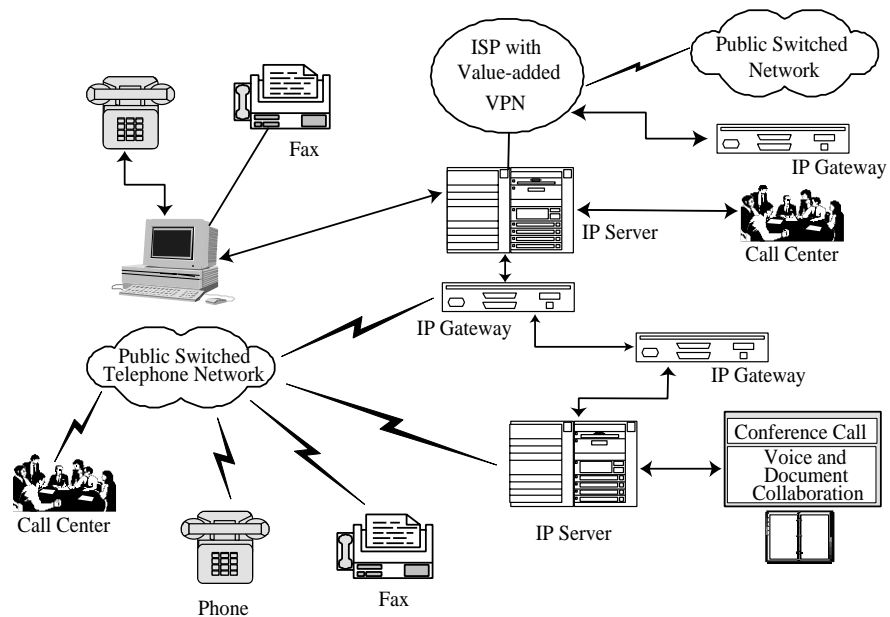 ISP with
Value-added
VPN
Public Switched
Network
Fax
IP Gateway
IP Server
Call Center
IP Gateway
Public Switched
Telephone Network
IP Gateway
Conference Call
Voice and
Document
Collaboration
Call Center
IP Server
Phone
Fax